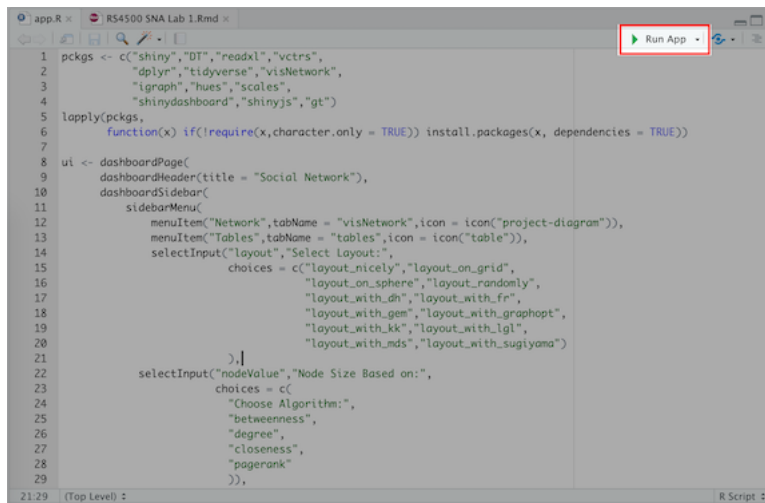 app.R × RS4500 SNA Lab 1.Rmd ×
Run App
1 pckgs <- c("shiny","DT","readxl","vctrs",
2 "dplyr","tidyverse","visNetwork",
3 "igraph","hues","scales",
4 "shinydashboard","shinyjs","gt")
5 lapply(pckgs,
6 function(x) if(!require(x,character.only = TRUE)) install.packages(x, dependencies = TRUE))
7
8 ui <- dashboardPage(
9 dashboardHeader(title = "Social Network"),
10 dashboardSidebar(
11 sidebarMenu(
12 menuItem("Network",tabName = "visNetwork",icon = icon("project-diagram")),
13 menuItem("Tables",tabName = "tables",icon = icon("table")),
14 selectInput("layout","Select Layout:",
15 choices = c("layout_nicely","layout_on_grid",
16 "layout_on_sphere","layout_randomly",
17 "layout_with_dh","layout_with_fr",
18 "layout_with_gem","layout_with_graphopt",
19 "layout_with_kk","layout_with_lgl",
20 "layout_with_mds","layout_with_sugiyama")
21 ),
22 selectInput("nodeValue","Node Size Based on:",
23 choices = c(
24 "Choose Algorithm:",
25 "betweenness",
26 "degree",
27 "closeness",
28 "pagerank"
29 )),
21:29 (Top Level) R Script